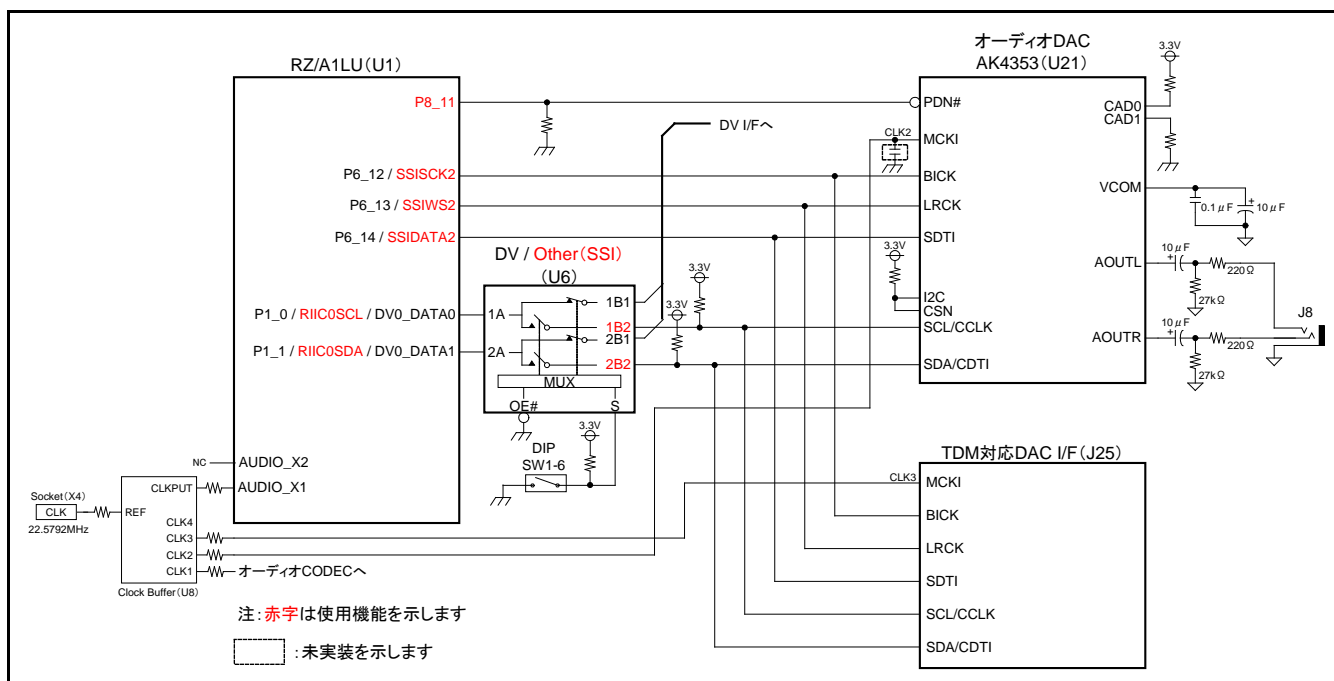 オーディオDAC
AK4353(U21)
RZ/A1LU(U1)
3.3V
P8_11
PDN#
CAD0
CAD1
DV I/Fへ
CLK2
MCKI
P6_12 / SSISCK2
BICK
VCOM
P6_13 / SSIWS2
LRCK
0.1μF
10μF
P6_14 / SSIDATA2
SDTI
DV / Other(SSI)
(U6)
3.3V
3.3V
3.3V
10μF
AOUTL
220Ω
27kΩ
I2C
CSN
1B1
P1_0 / RIIC0SCL / DV0_DATA0
1A
1B2
SCL/CCLK
J8
10μF
2B1
AOUTR
220Ω
P1_1 / RIIC0SDA / DV0_DATA1
2A
2B2
SDA/CDTI
27kΩ
MUX
OE#
S
3.3V
DIP
SW1-6
TDM対応DAC I/F(J25)
NC
AUDIO_X2
CLKPUT
AUDIO_X1
CLK3
MCKI
Socket(X4)
CLK
REF
22.5792MHz
CLK4
CLK3
CLK2
CLK1
オーディオCODECへ
Clock Buffer(U8)
BICK
LRCK
SDTI
SCL/CCLK
SDA/CDTI
注:赤字は使用機能を示します
:未実装を示します